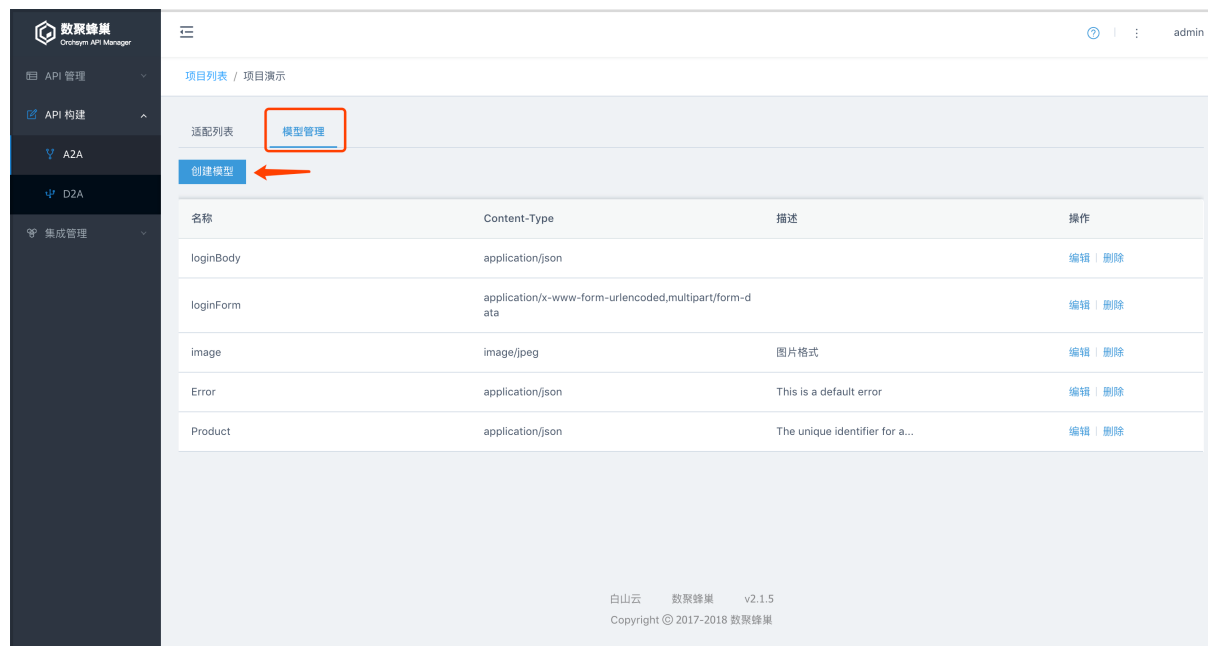 数聚蜂巢
Orchsym API Manager
admin
API 管理
项目列表 / 项目演示
API 构建
适配列表 模型管理
A2A
创建模型
D2A
名称 Content-Type 描述 操作
集成管理
loginBody application/json 编辑 删除
loginForm application/x-www-form-urlencoded,multipart/form-d
ata 编辑 删除
image image/jpeg 图片格式 编辑 删除
Error application/json This is a default error 编辑 删除
Product application/json The unique identifier for a... 编辑 删除
白山云 数聚蜂巢 v2.1.5
Copyright © 2017-2018 数聚蜂巢